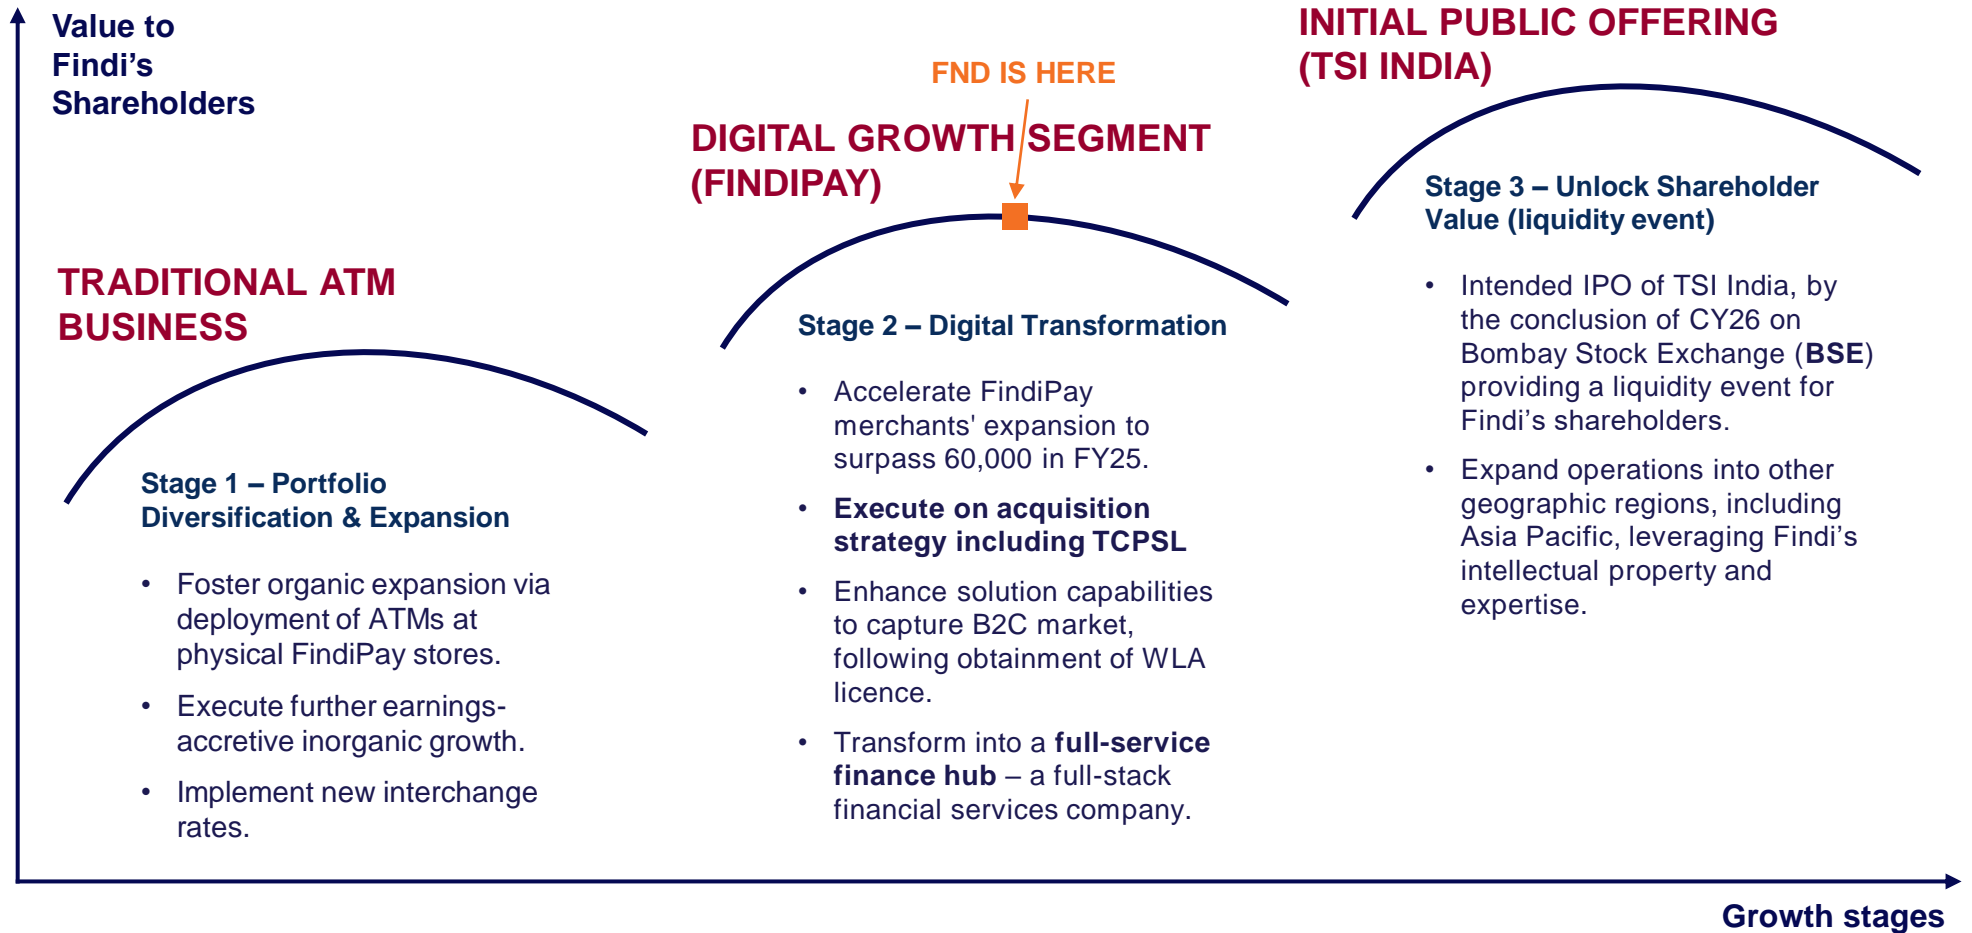 Value to
Findi’s
Shareholders
TRADITIONAL ATM
BUSINESS
Stage 1 – Portfolio
Diversification & Expansion
• Foster organic expansion via
deployment of ATMs at
physical FindiPay stores.
• Execute further earnings-
accretive inorganic growth.
• Implement new interchange
rates.
FND IS HERE
DIGITAL GROWTH SEGMENT
(FINDIPAY)
Stage 2 – Digital Transformation
• Accelerate FindiPay
merchants' expansion to
surpass 60,000 in FY25.
• Execute on acquisition
strategy including TCPSL
• Enhance solution capabilities
to capture B2C market,
following obtainment of WLA
licence.
• Transform into a full-service
finance hub – a full-stack
financial services company.
INITIAL PUBLIC OFFERING
(TSI INDIA)
Stage 3 – Unlock Shareholder
Value (liquidity event)
• Intended IPO of TSI India, by
the conclusion of CY26 on
Bombay Stock Exchange (BSE)
providing a liquidity event for
Findi’s shareholders.
• Expand operations into other
geographic regions, including
Asia Pacific, leveraging Findi’s
intellectual property and
expertise.
Growth stages